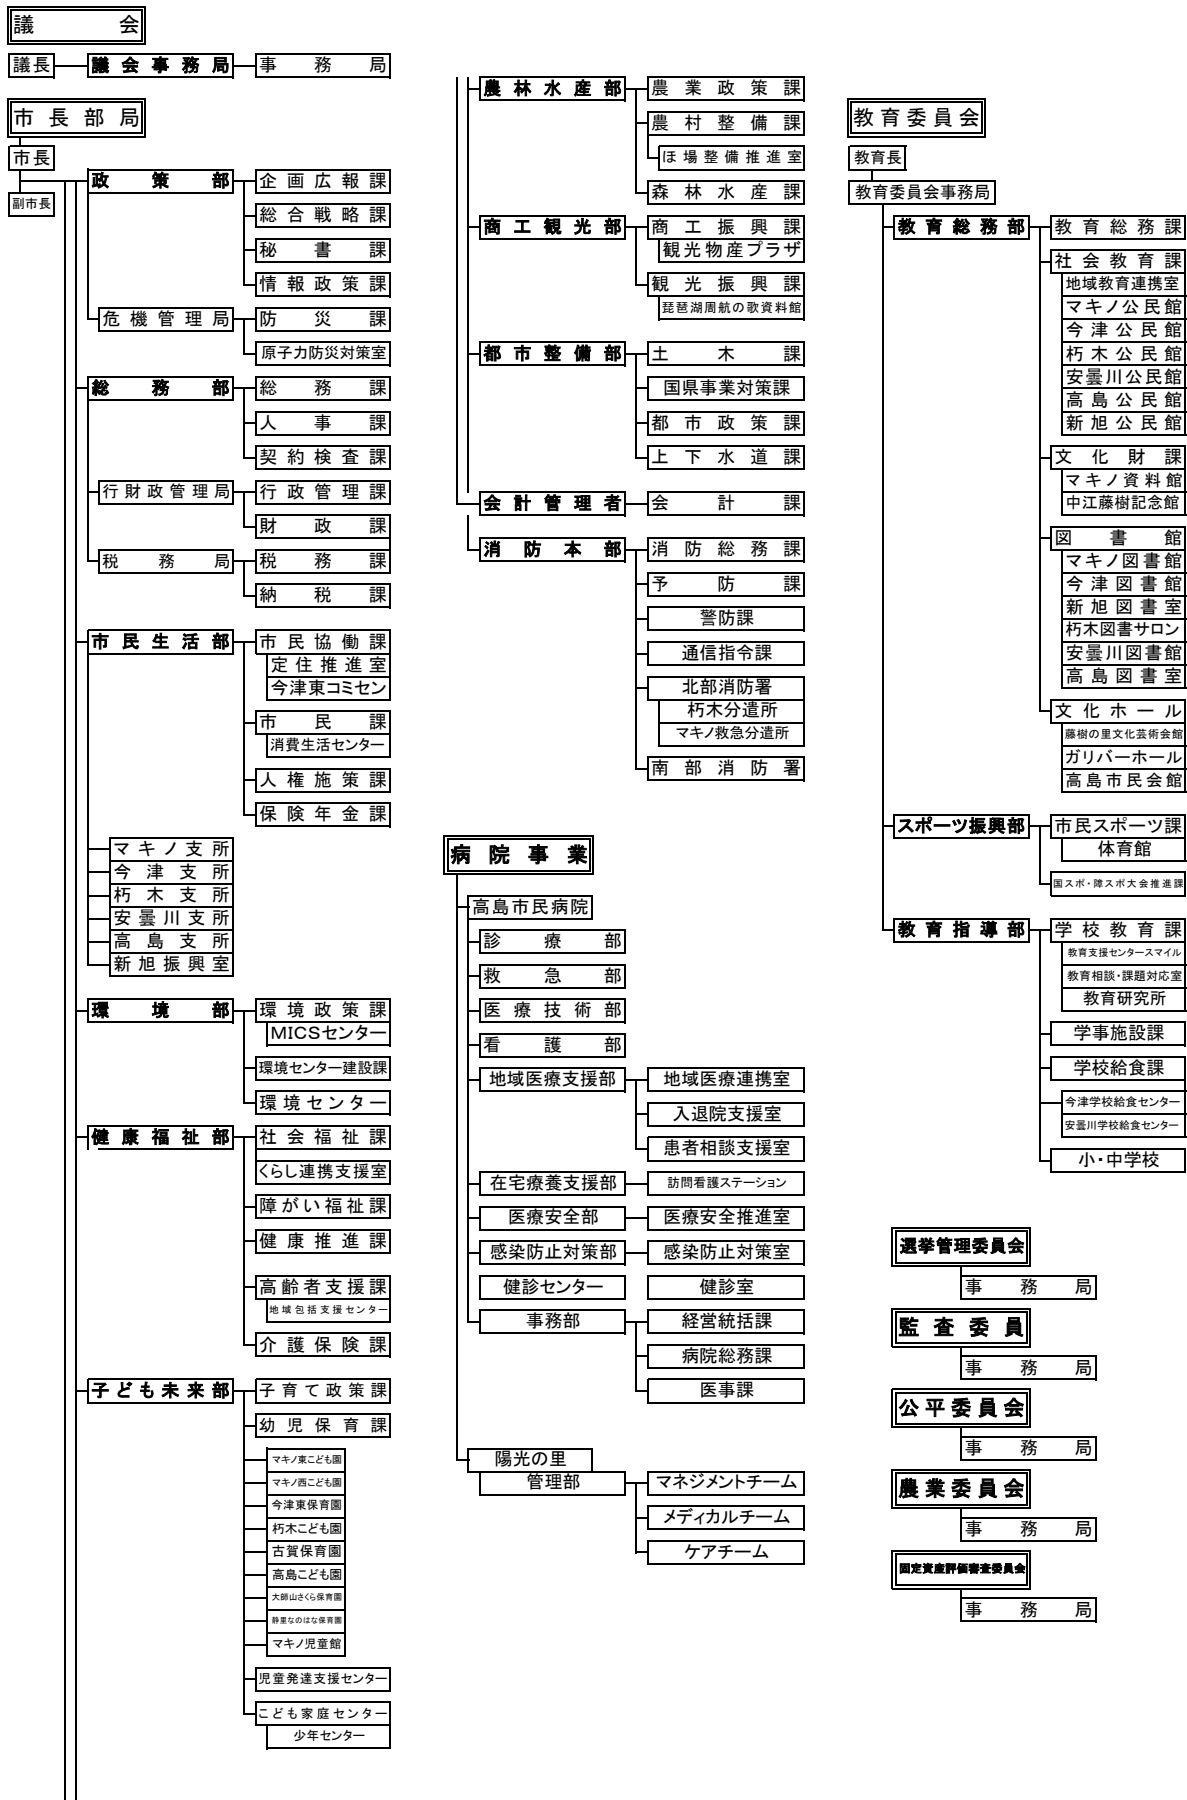 議会
議長
議会事務局
事務局
市長部局
市長
副市長
政策部
企画広報課
総合戦略課
秘書課
情報政策課
危機管理局
防災課
原子力防災対策室
総務部
総務課
人事課
契約検査課
行財政管理局
行政管理課
財政課
税務局
税務課
納税課
市民生活部
市民協働課
定住推進室
今津東コミセン
市民課
消費生活センター
人権施策課
保険年金課
マキノ支所
今津支所
朽木支所
安曇川支所
高島支所
新旭振興室
環境部
環境政策課
MICSセンター
環境センター建設課
環境センター
健康福祉部
社会福祉課
くらし連携支援室
障がい福祉課
健康推進課
高齢者支援課
地域包括支援センター
介護保険課
子ども未来部
子育て政策課
幼児保育課
マキノ東こども園
マキノ西こども園
今津東保育園
朽木こども園
古賀保育園
高島こども園
大師山さくら保育園
静里なのはな保育園
マキノ児童館
児童発達支援センター
こども家庭センター
少年センター
農林水産部
農業政策課
農村整備課
ほ場整備推進室
森林水産課
商工観光部
商工振興課
観光物産プラザ
観光振興課
琵琶湖周航の歌資料館
都市整備部
土木課
国県事業対策課
都市政策課
上下水道課
会計管理者
会計課
消防本部
消防総務課
予防課
警防課
通信指令課
北部消防署
朽木分遣所
マキノ救急分遣所
南部消防署
病院事業
高島市民病院
診療部
救急部
医療技術部
看護部
地域医療支援部
地域医療連携室
入退院支援室
患者相談支援室
在宅療養支援部
訪問看護ステーション
医療安全部
医療安全推進室
感染防止対策部
感染防止対策室
健診センター
健診室
事務部
経営統括課
病院総務課
医事課
陽光の里
管理部
マネジメントチーム
メディカルチーム
ケアチーム
教育委員会
教育長
教育委員会事務局
教育総務部
教育総務課
社会教育課
地域教育連携室
マキノ公民館
今津公民館
朽木公民館
安曇川公民館
高島公民館
新旭公民館
文化財課
マキノ資料館
中江藤樹記念館
図書館
マキノ図書館
今津図書館
新旭図書室
朽木図書サロン
安曇川図書館
高島図書室
文化ホール
藤樹の里文化芸術会館
ガリバーホール
高島市民会館
スポーツ振興部
市民スポーツ課
体育館
国スポ・障スポ大会推進課
教育指導部
学校教育課
教育支援センタースマイル
教育相談・課題対応室
教育研究所
学事施設課
学校給食課
今津学校給食センター
安曇川学校給食センター
小・中学校
選挙管理委員会
事務局
監査委員
事務局
公平委員会
事務局
農業委員会
事務局
固定資産評価審査委員会
事務局